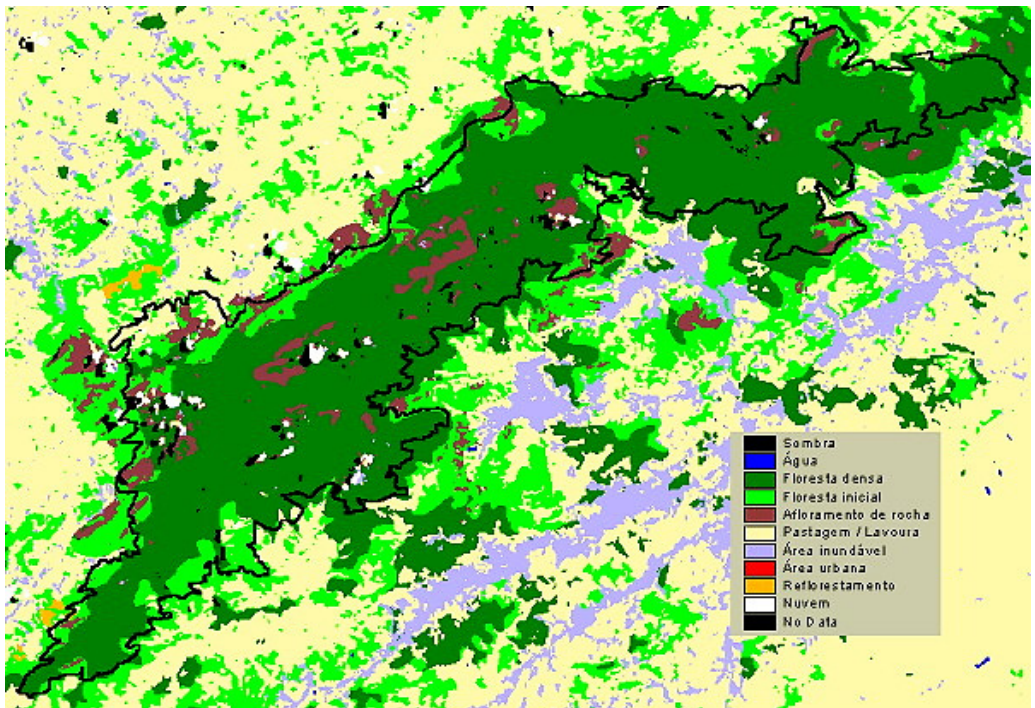 Sombra
Água
Floresta densa
Floresta inicial
Afloramento de rocha
Pastagem / Lavoura
Área inundável
Área urbana
Reflorestamento
Nuvem
No Data